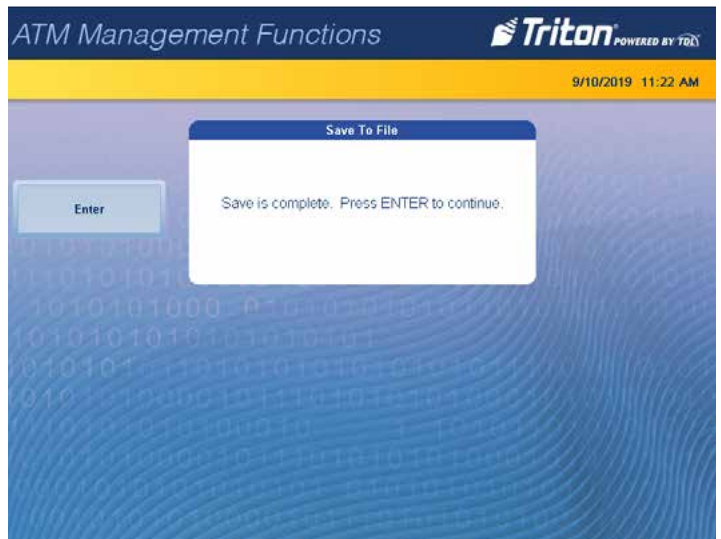 ATM Management Functions
Triton POWERED BY TDL
9/10/2019 11:22 AM
Save To File
Enter
Save is complete. Press ENTER to continue.